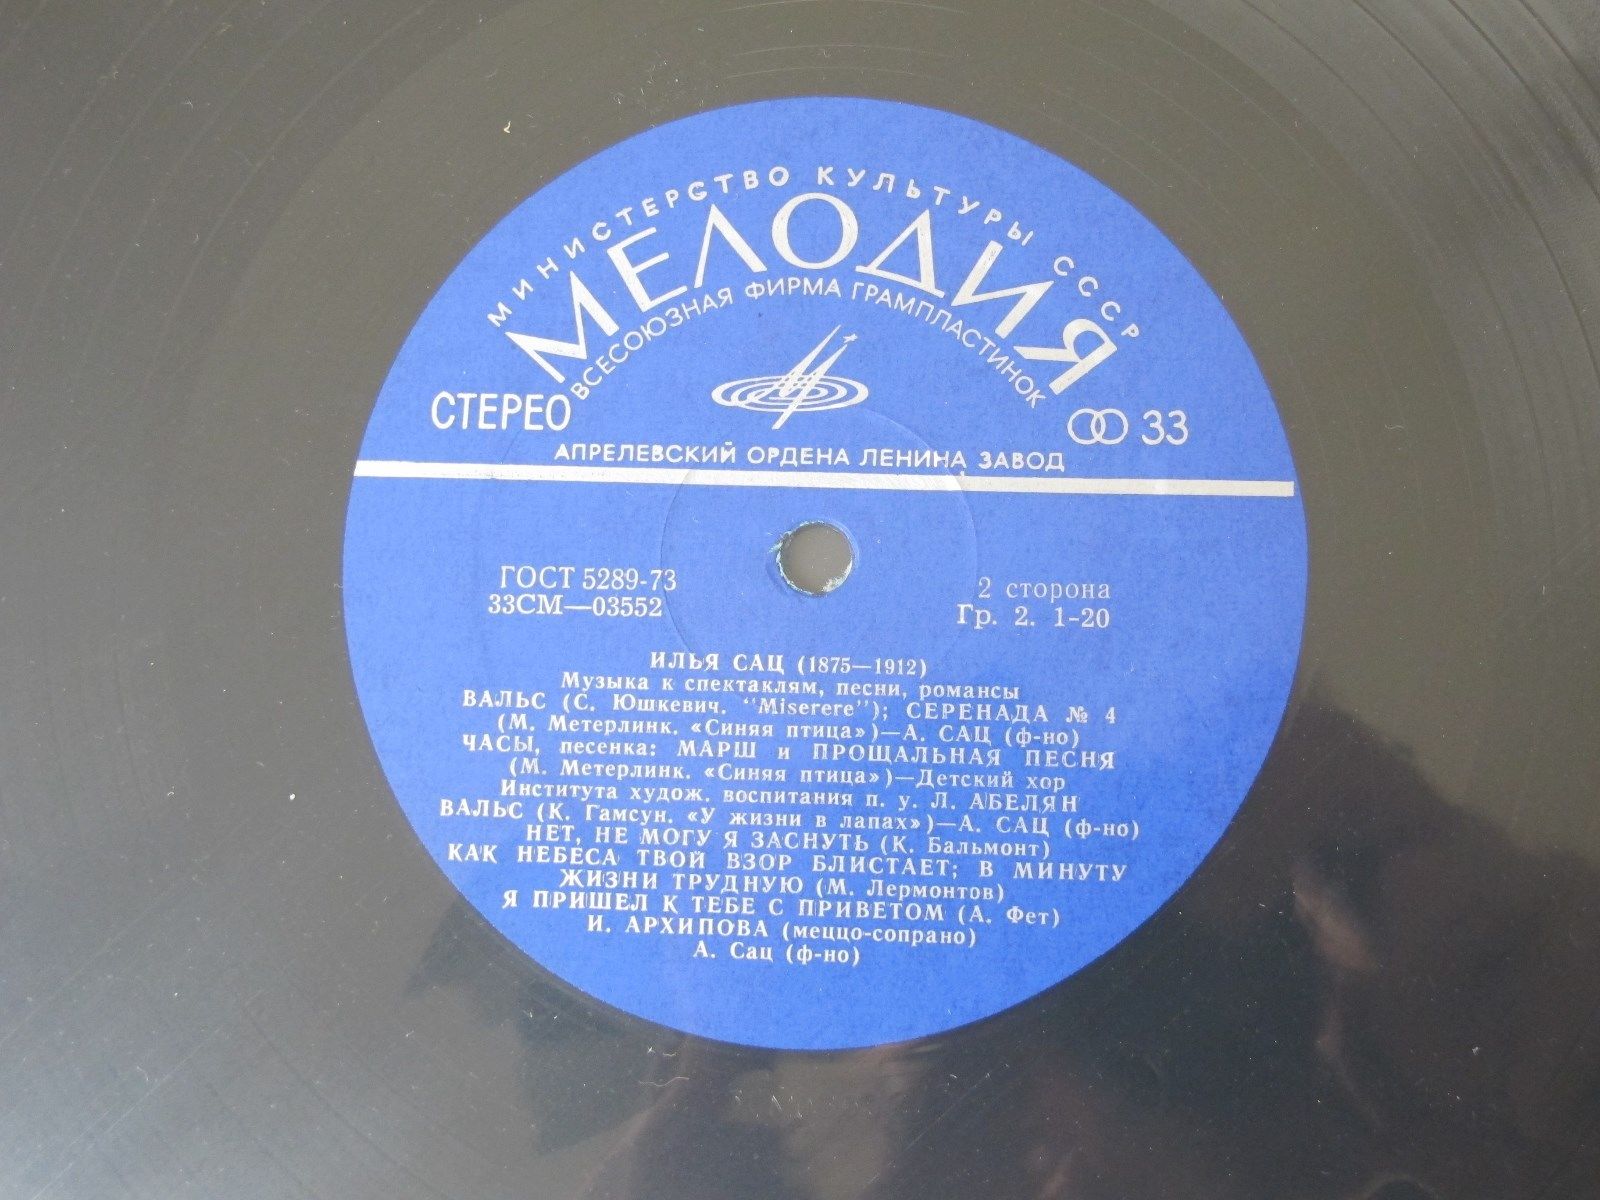 МИНИСТЕРСТВО КУЛЬТУРЫ СССР
МЕЛОДИЯ
ВСЕСОЮЗНАЯ ФИРМА ГРАМПЛАСТИНОК
СТЕРЕО
33
АПРЕЛЕВСКИЙ ОРДЕНА ЛЕНИНА ЗАВОД
ГОСТ 5289-73
33СМ—03552
2 сторона
Гр. 2. 1-20
ИЛЬЯ САЦ (1875—1912)
Музыка к спектаклям, песни, романсы
ВАЛЬС (С. Юшкевич. "Miserere"); СЕРЕНАДА № 4
(М. Метерлинк. «Синяя птица»)—А. САЦ (ф-но)
ЧАСЫ, песенка: МАРШ и ПРОЩАЛЬНАЯ ПЕСНЯ
(М. Метерлинк. «Синяя птица»)—Детский хор
Института худож. воспитания п. у. Л. АБЕЛЯН
ВАЛЬС (К. Гамсун. «У жизни в лапах»)—А. САЦ (ф-но)
НЕТ, НЕ МОГУ Я ЗАСНУТЬ (К. Бальмонт)
КАК НЕБЕСА ТВОЙ ВЗОР БЛИСТАЕТ; В МИНУТУ
ЖИЗНИ ТРУДНУЮ (М. Лермонтов)
Я ПРИШЕЛ К ТЕБЕ С ПРИВЕТОМ (А. Фет)
И. АРХИПОВА (меццо-сопрано)
А. Сац (ф-но)